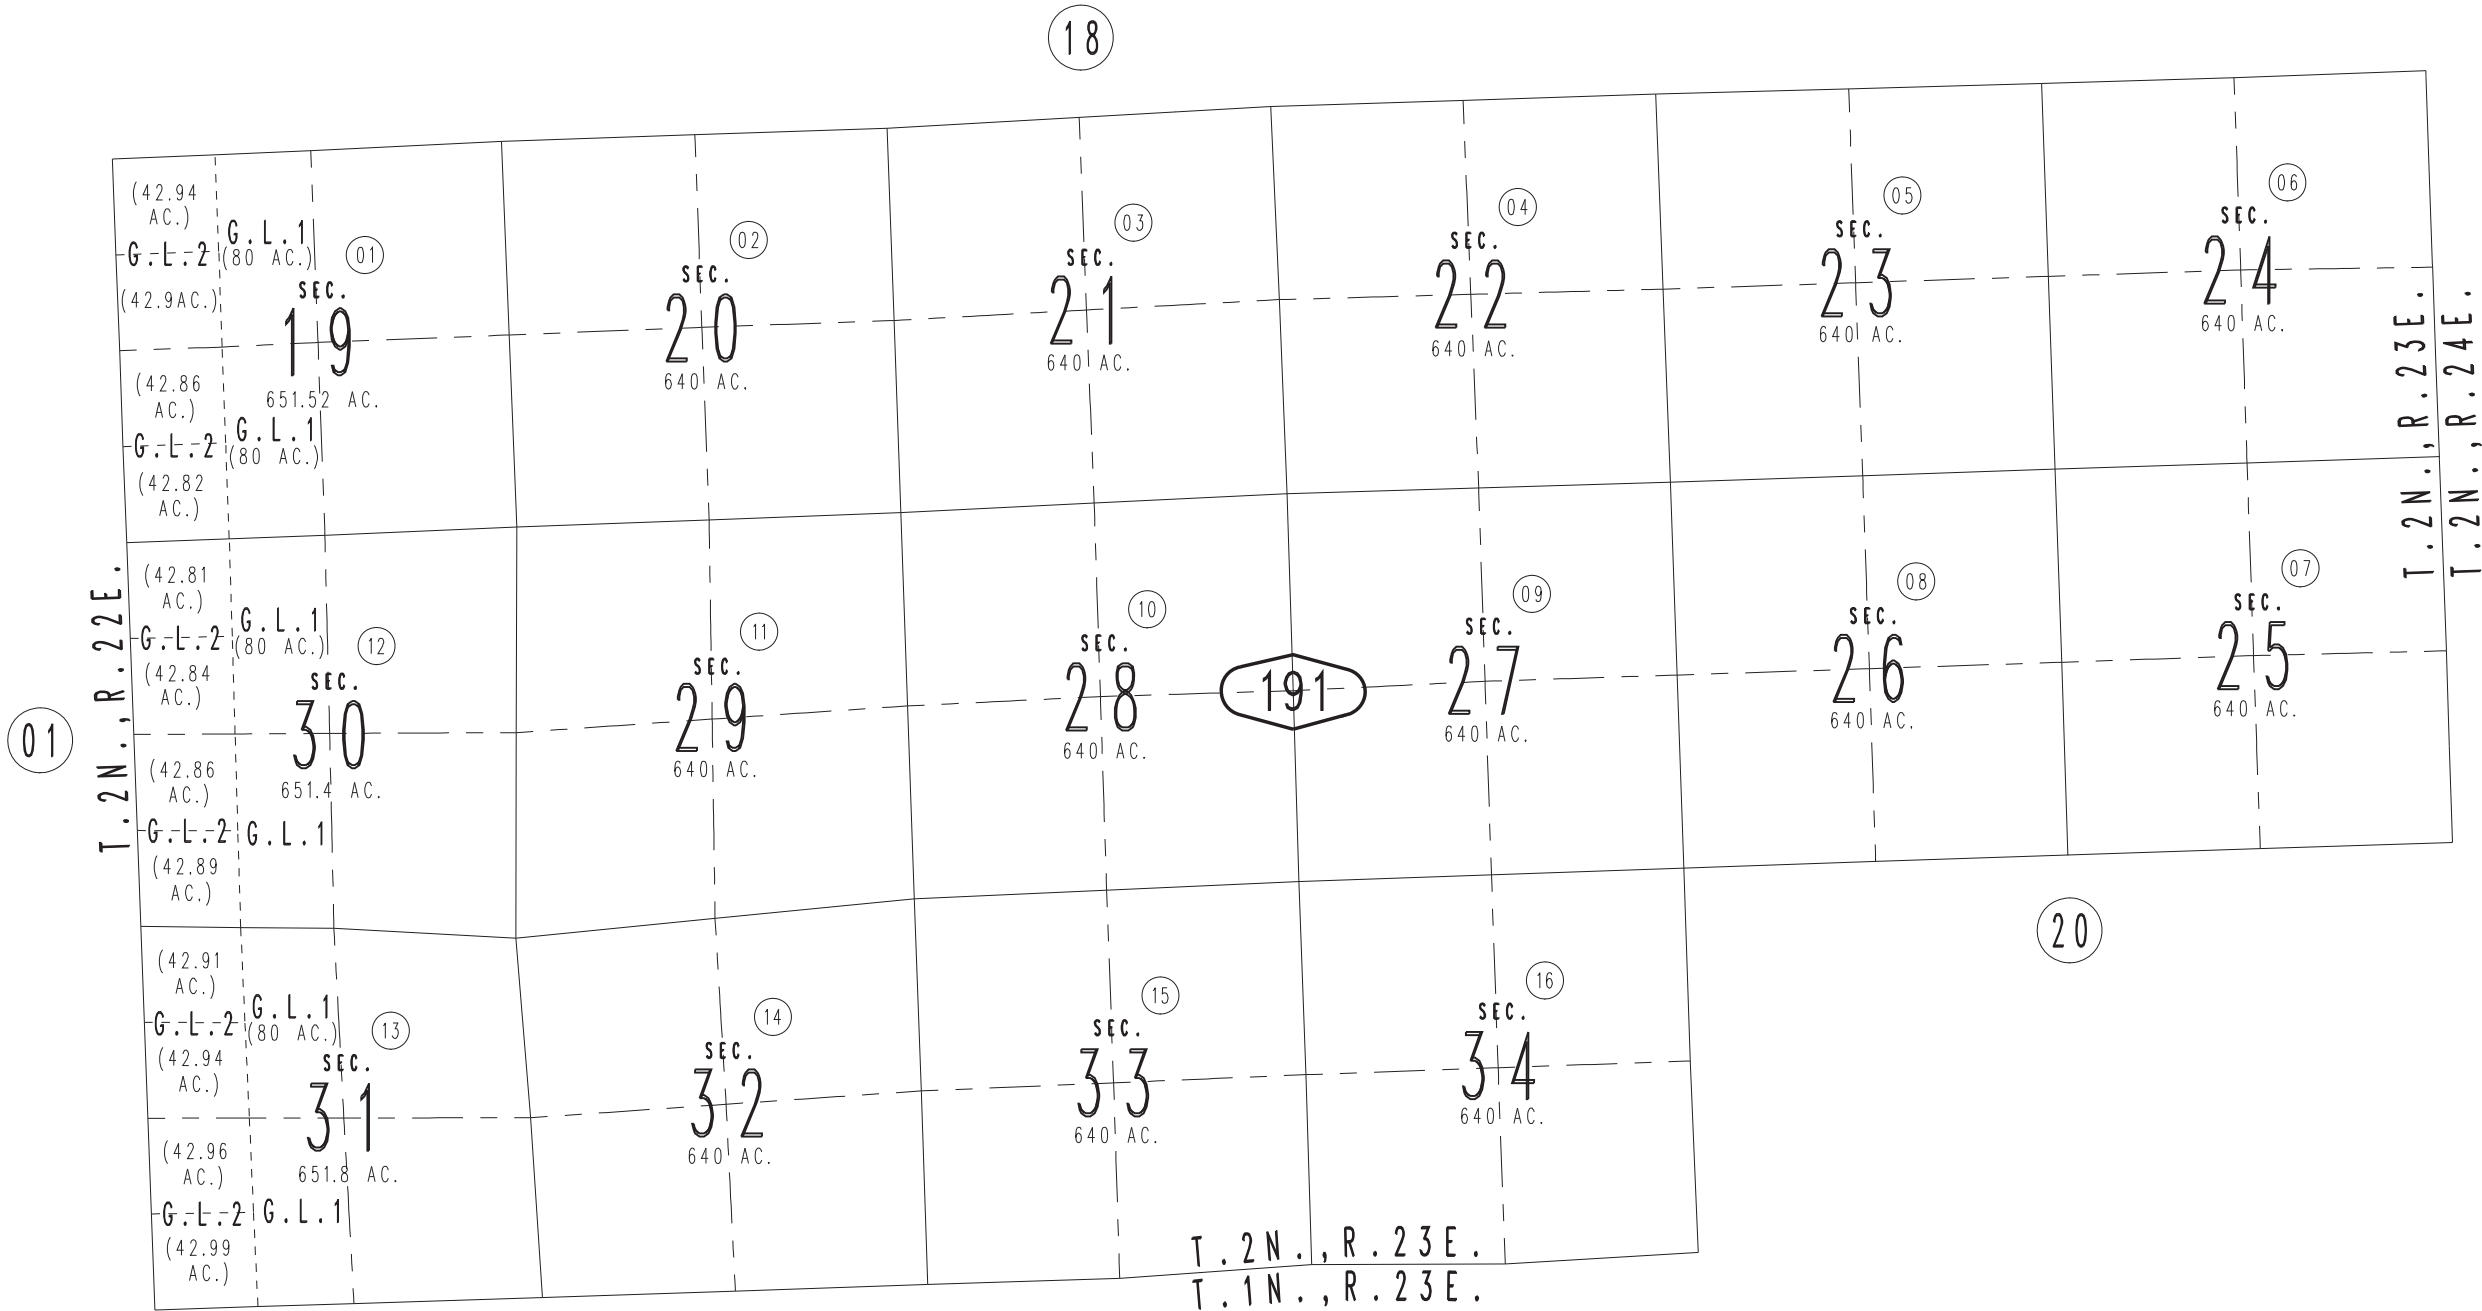 18
(42.94
AC.)
G.L.2
(42.9AC.)
G.L.1
(80 AC.)
01
SEC.
19
651.52 AC.
(42.86
AC.)
G.L.2
(42.82
AC.)
G.L.1
(80 AC.)
02
SEC.
20
640 AC.
03
SEC.
21
640 AC.
04
SEC.
22
640 AC.
05
SEC.
23
640 AC.
06
SEC.
24
640 AC.
T.2N.,R.23E.
T.2N.,R.24E.
01
T.2N.,R.22E.
(42.81
AC.)
G.L.2
(42.84
AC.)
G.L.1
(80 AC.)
12
SEC.
30
651.4 AC.
(42.86
AC.)
G.L.2
(42.89
AC.)
G.L.1
11
SEC.
29
640 AC.
10
SEC.
28
640 AC.
191
09
SEC.
27
640 AC.
08
SEC.
26
640 AC.
07
SEC.
25
640 AC.
(42.91
AC.)
G.L.2
(42.94
AC.)
G.L.1
(80 AC.)
13
SEC.
31
651.8 AC.
(42.96
AC.)
G.L.2
(42.99
AC.)
G.L.1
14
SEC.
32
640 AC.
15
SEC.
33
640 AC.
16
SEC.
34
640 AC.
20
T.2N.,R.23E.
T.1N.,R.23E.